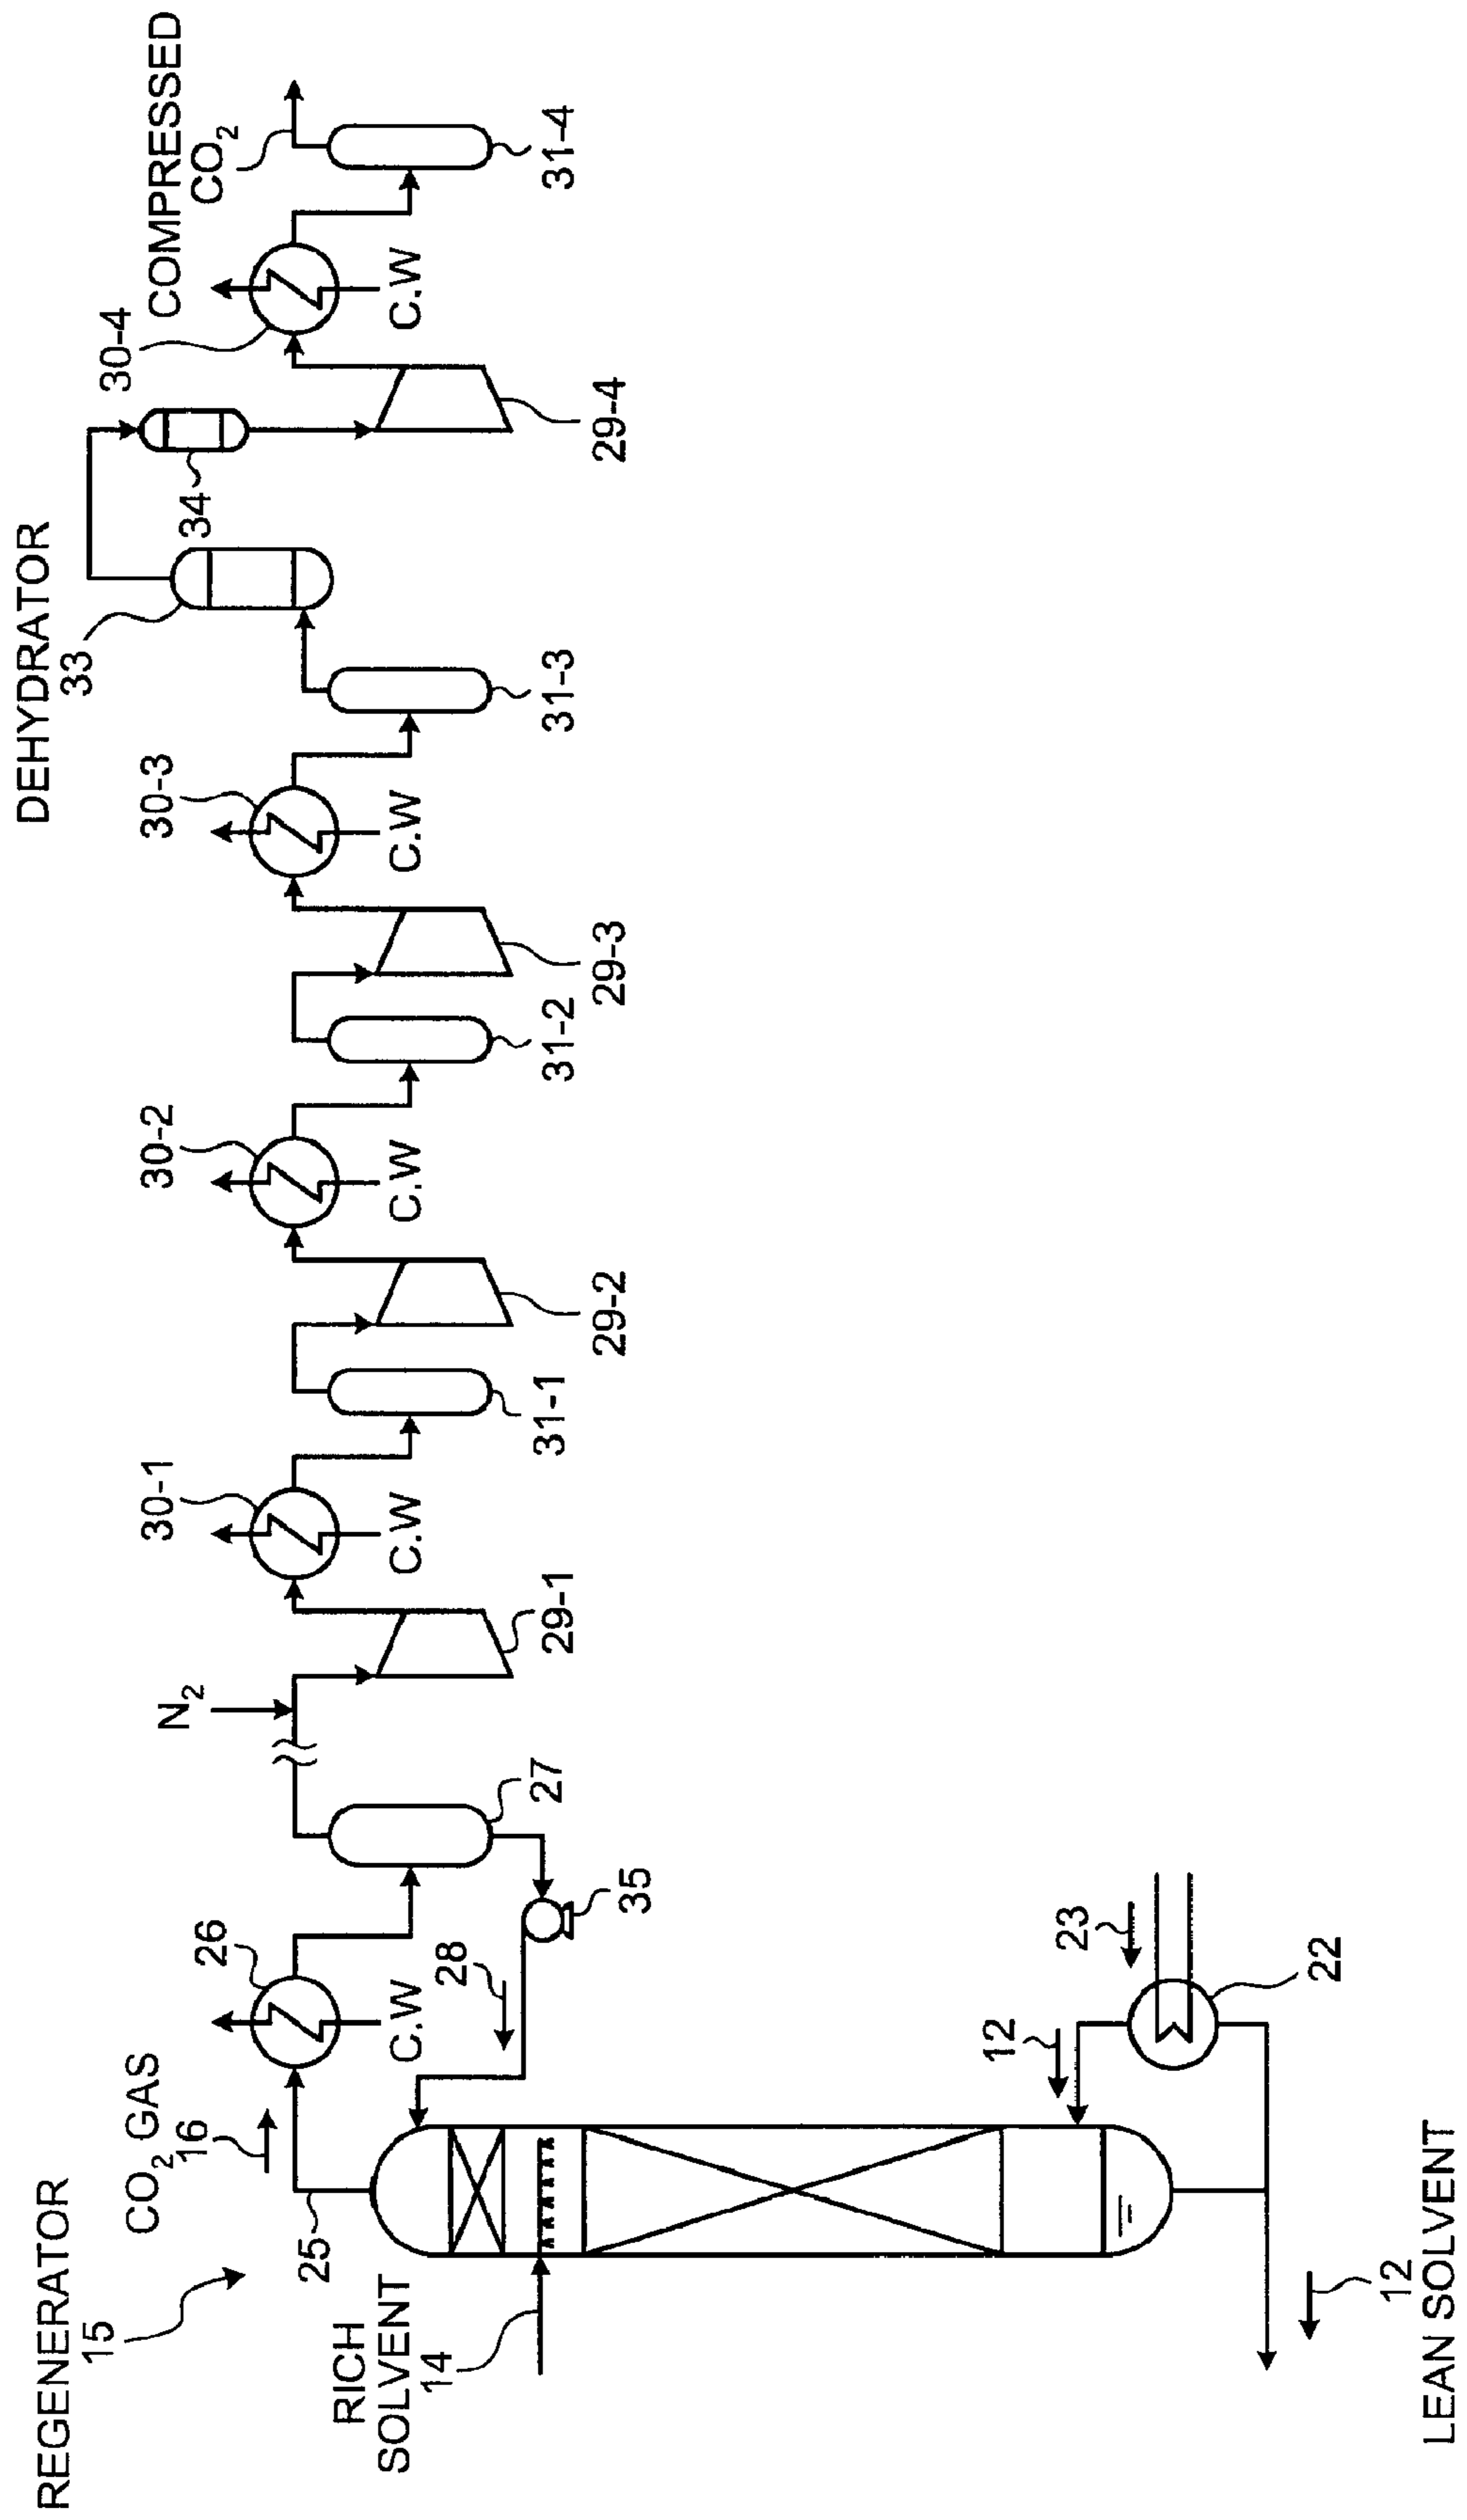 REGENERATOR
15
CO2 GAS
16
25
RICH
SOLVENT
14
26
C.W
28
35
27
N2
29-1
30-1
C.W
31-1
29-2
30-2
C.W
31-2
29-3
30-3
C.W
31-3
DEHYDRATOR
33
34
29-4
30-4
C.W
31-4
COMPRESSED
CO2
12
23
22
12
LEAN SOLVENT